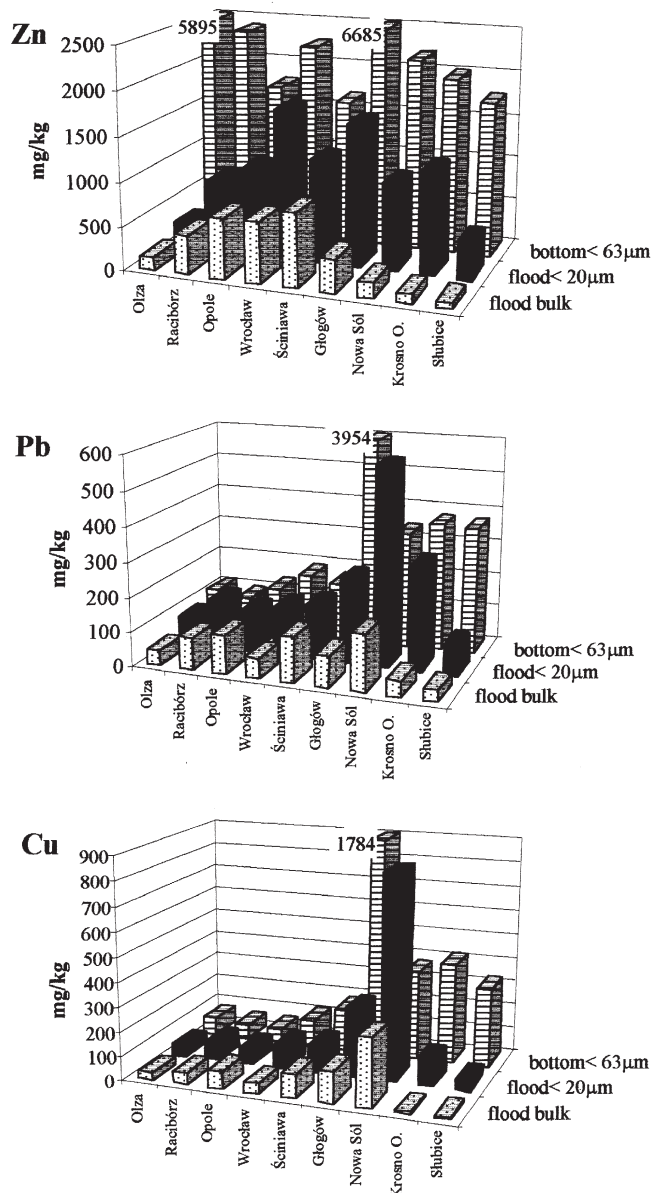 Zn
5895
6685
2500
2000
1500
1000
500
0
mg/kg
Olza
Racibórz
Opole
Wrocław
Ściniawa
Głogów
Nowa Sól
Krosno O.
Słubice
bottom< 63µm
flood< 20µm
flood bulk
Pb
3954
600
500
400
300
200
100
0
mg/kg
Olza
Racibórz
Opole
Wrocław
Ściniawa
Głogów
Nowa Sól
Krosno O.
Słubice
bottom< 63µm
flood< 20µm
flood bulk
Cu
1784
900
800
700
600
500
400
300
200
100
0
mg/kg
Olza
Racibórz
Opole
Wrocław
Ściniawa
Głogów
Nowa Sól
Krosno O.
Słubice
bottom< 63µm
flood< 20µm
flood bulk